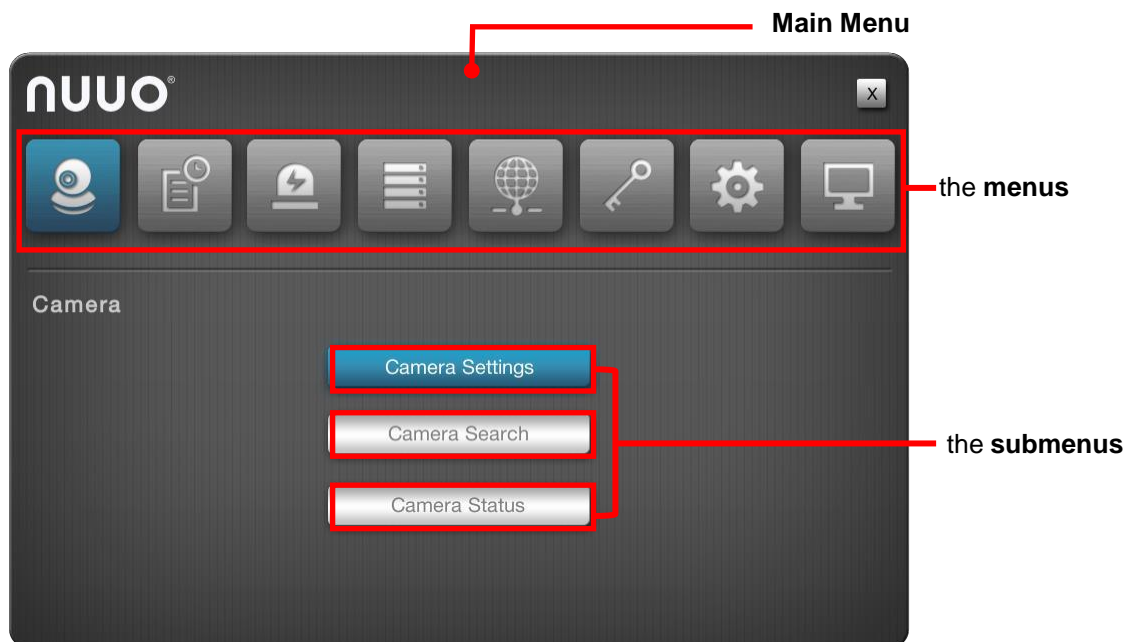 Main Menu
nuuo®
X
the menus
Camera
Camera Settings
Camera Search
the submenus
Camera Status